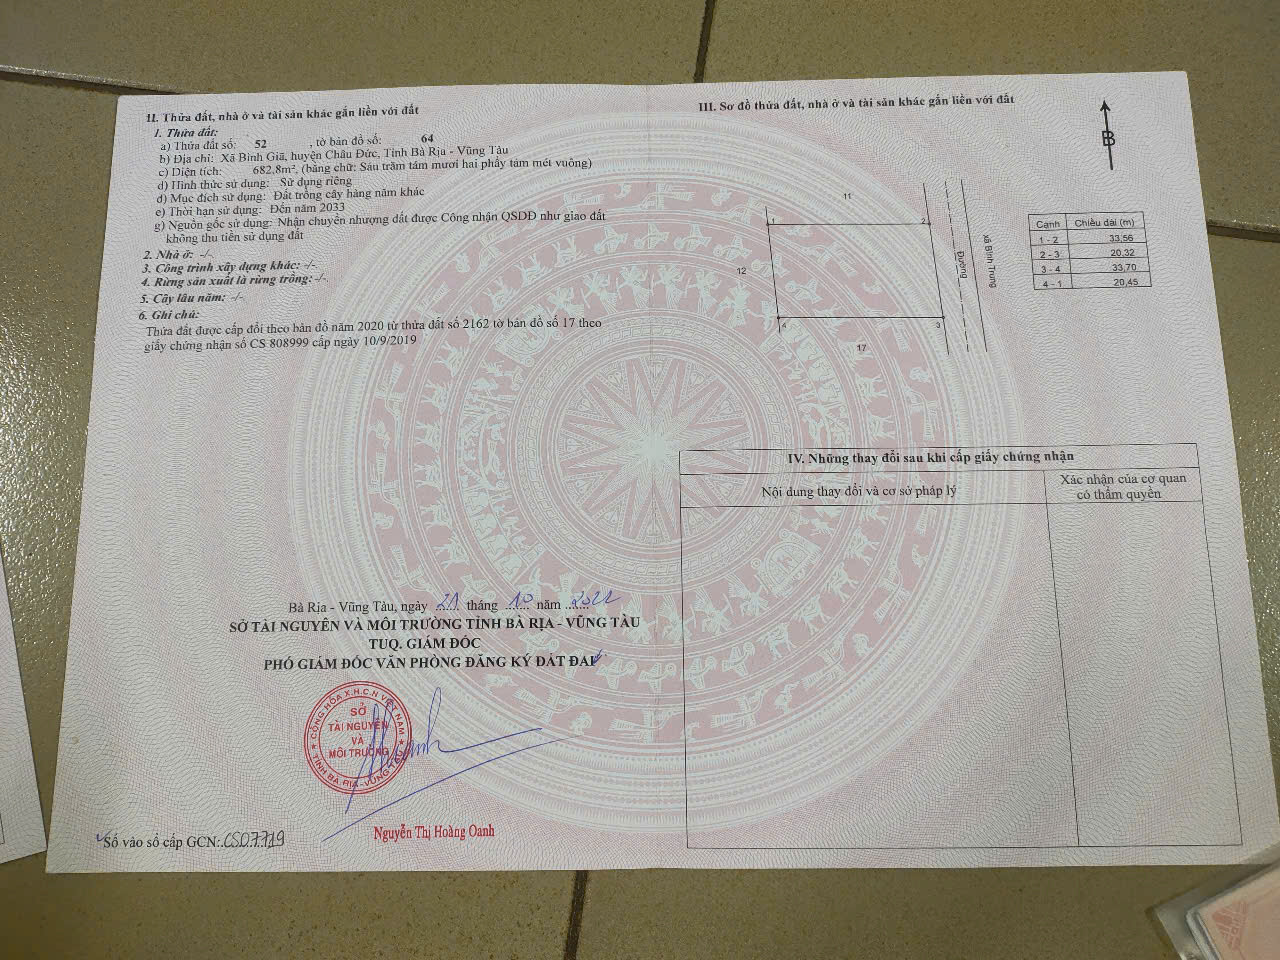 II. Thửa đất, nhà ở và tài sản khác gắn liền với đất
1. Thửa đất:
a) Thửa đất số: 52 , tờ bản đồ số: 64
b) Địa chỉ: Xã Bình Giã, huyện Châu Đức, Tỉnh Bà Rịa - Vũng Tàu
c) Diện tích: 682,8m², (bằng chữ: Sáu trăm tám mươi hai phẩy tám mét vuông)
d) Hình thức sử dụng: Sử dụng riêng
đ) Mục đích sử dụng: Đất trồng cây hàng năm khác
e) Thời hạn sử dụng: Đến năm 2033
g) Nguồn gốc sử dụng: Nhận chuyển nhượng đất được Công nhận QSDĐ như giao đất
không thu tiền sử dụng đất
2. Nhà ở: -/-
3. Công trình xây dựng khác: -/-
4. Rừng sản xuất là rừng trồng: -/-
5. Cây lâu năm: -/-
6. Ghi chú:
Thửa đất được cấp đổi theo bản đồ năm 2020 từ thửa đất số 2162 tờ bản đồ số 17 theo
giấy chứng nhận số CS 808999 cấp ngày 10/9/2019
Bà Rịa - Vũng Tàu, ngày 21 tháng 10 năm 2022
SỞ TÀI NGUYÊN VÀ MÔI TRƯỜNG TỈNH BÀ RỊA - VŨNG TÀU
TUQ. GIÁM ĐỐC
PHÓ GIÁM ĐỐC VĂN PHÒNG ĐĂNG KÝ ĐẤT ĐAI
CỘNG HÒA X.H.C.N VIỆT NAM
SỞ
TÀI NGUYÊN
VÀ
MÔI TRƯỜNG
TỈNH BÀ RỊA - VŨNG TÀU
Nguyễn Thị Hoàng Oanh
Số vào sổ cấp GCN: CS07719
III. Sơ đồ thửa đất, nhà ở và tài sản khác gắn liền với đất
B
11
1 2
12
Đường
xã Bình Trung
4 3
17
Cạnh Chiều dài (m)
1 - 2 33,56
2 - 3 20,32
3 - 4 33,70
4 - 1 20,45
IV. Những thay đổi sau khi cấp giấy chứng nhận
Nội dung thay đổi và cơ sở pháp lý
Xác nhận của cơ quan
có thẩm quyền